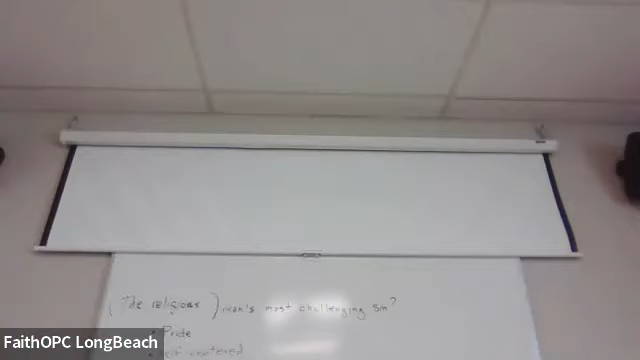 (The religious) man's most challenging sin?
• Pride
• self centered
FaithOPC LongBeach